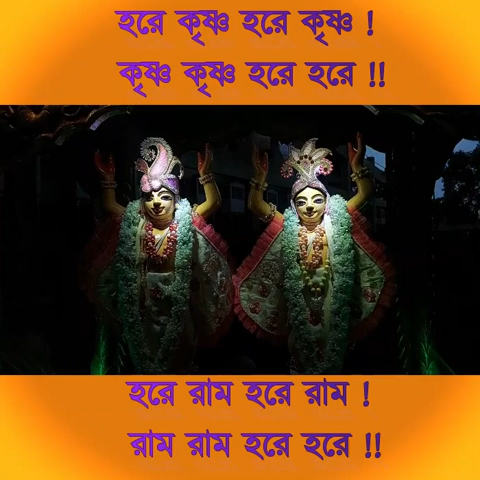 হরে কৃষ্ণ হরে কৃষ্ণ !
কৃষ্ণ কৃষ্ণ হরে হরে !!
হরে রাম হরে রাম !
রাম রাম হরে হরে !!